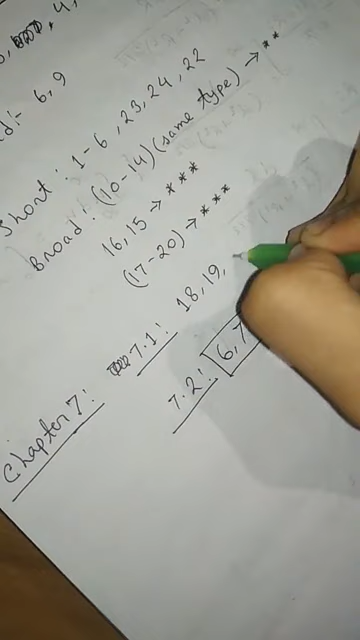 6, 9
Short: 1-6, 23, 24, 22
Broad: (10-14) (same type) → **
16, 15 → ***
(17-20) → ***
Chapter 7: 7.1: 18, 19,
7.2: 6, 7